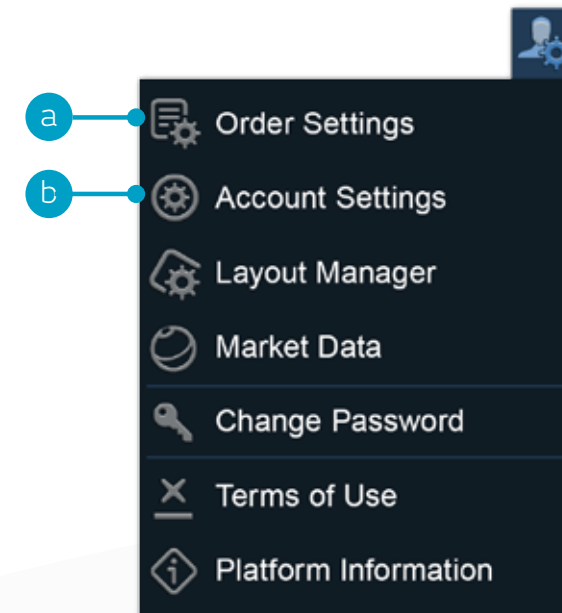 a Order Settings
b Account Settings
Layout Manager
Market Data
Change Password
Terms of Use
Platform Information